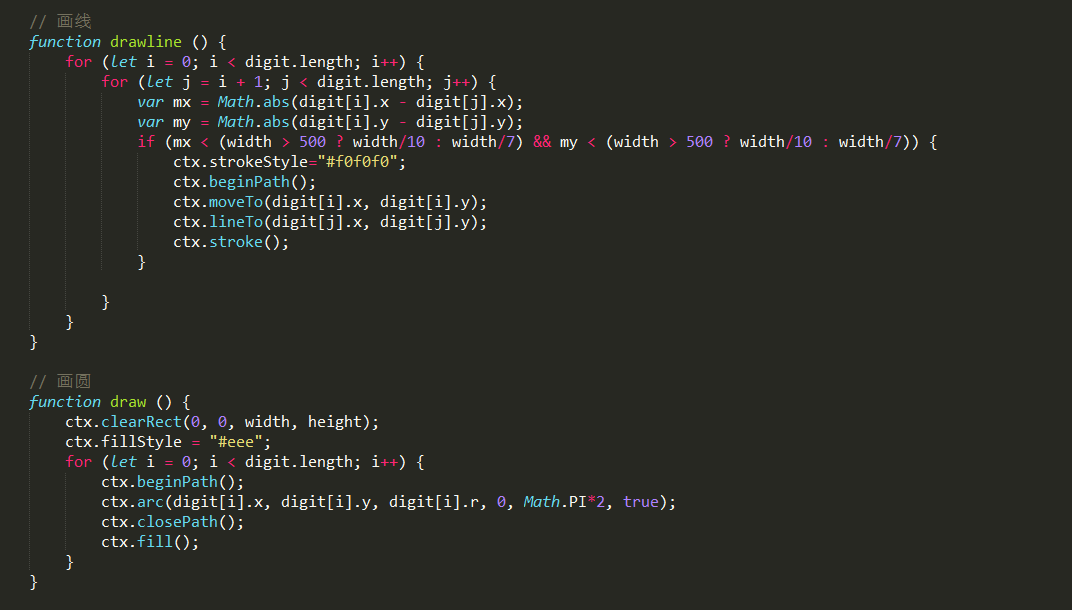 // 画线
function drawline () {
    for (let i = 0; i < digit.length; i++) {
        for (let j = i + 1; j < digit.length; j++) {
            var mx = Math.abs(digit[i].x - digit[j].x);
            var my = Math.abs(digit[i].y - digit[j].y);
            if (mx < (width > 500 ? width/10 : width/7) && my < (width > 500 ? width/10 : width/7)) {
                ctx.strokeStyle="#f0f0f0";
                ctx.beginPath();
                ctx.moveTo(digit[i].x, digit[i].y);
                ctx.lineTo(digit[j].x, digit[j].y);
                ctx.stroke();
            }

        }
    }
}

// 画圆
function draw () {
    ctx.clearRect(0, 0, width, height);
    ctx.fillStyle = "#eee";
    for (let i = 0; i < digit.length; i++) {
        ctx.beginPath();
        ctx.arc(digit[i].x, digit[i].y, digit[i].r, 0, Math.PI*2, true);
        ctx.closePath();
        ctx.fill();
    }
}